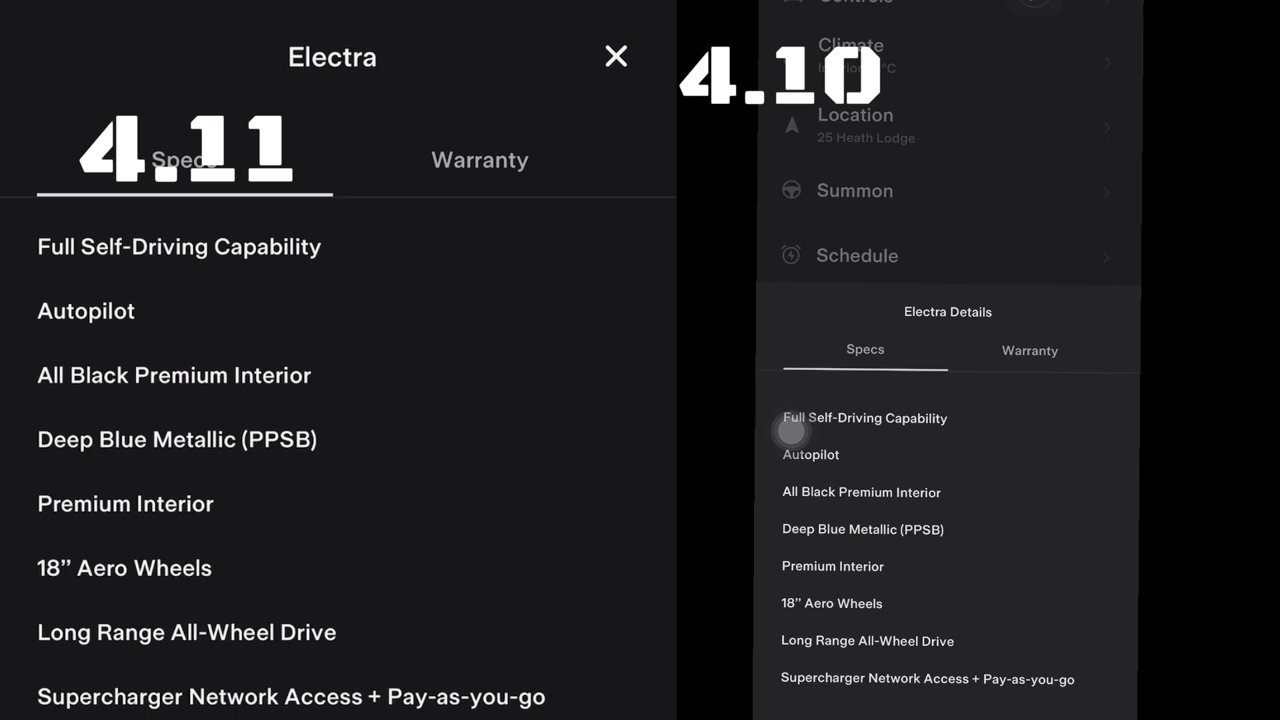 Electra
4.11
Specs
Warranty
Full Self-Driving Capability
Autopilot
All Black Premium Interior
Deep Blue Metallic (PPSB)
Premium Interior
18” Aero Wheels
Long Range All-Wheel Drive
Supercharger Network Access + Pay-as-you-go
Controls
4.10
Climate
Location
25 Heath Lodge
Summon
Schedule
Electra Details
Specs
Warranty
Full Self-Driving Capability
Autopilot
All Black Premium Interior
Deep Blue Metallic (PPSB)
Premium Interior
18” Aero Wheels
Long Range All-Wheel Drive
Supercharger Network Access + Pay-as-you-go